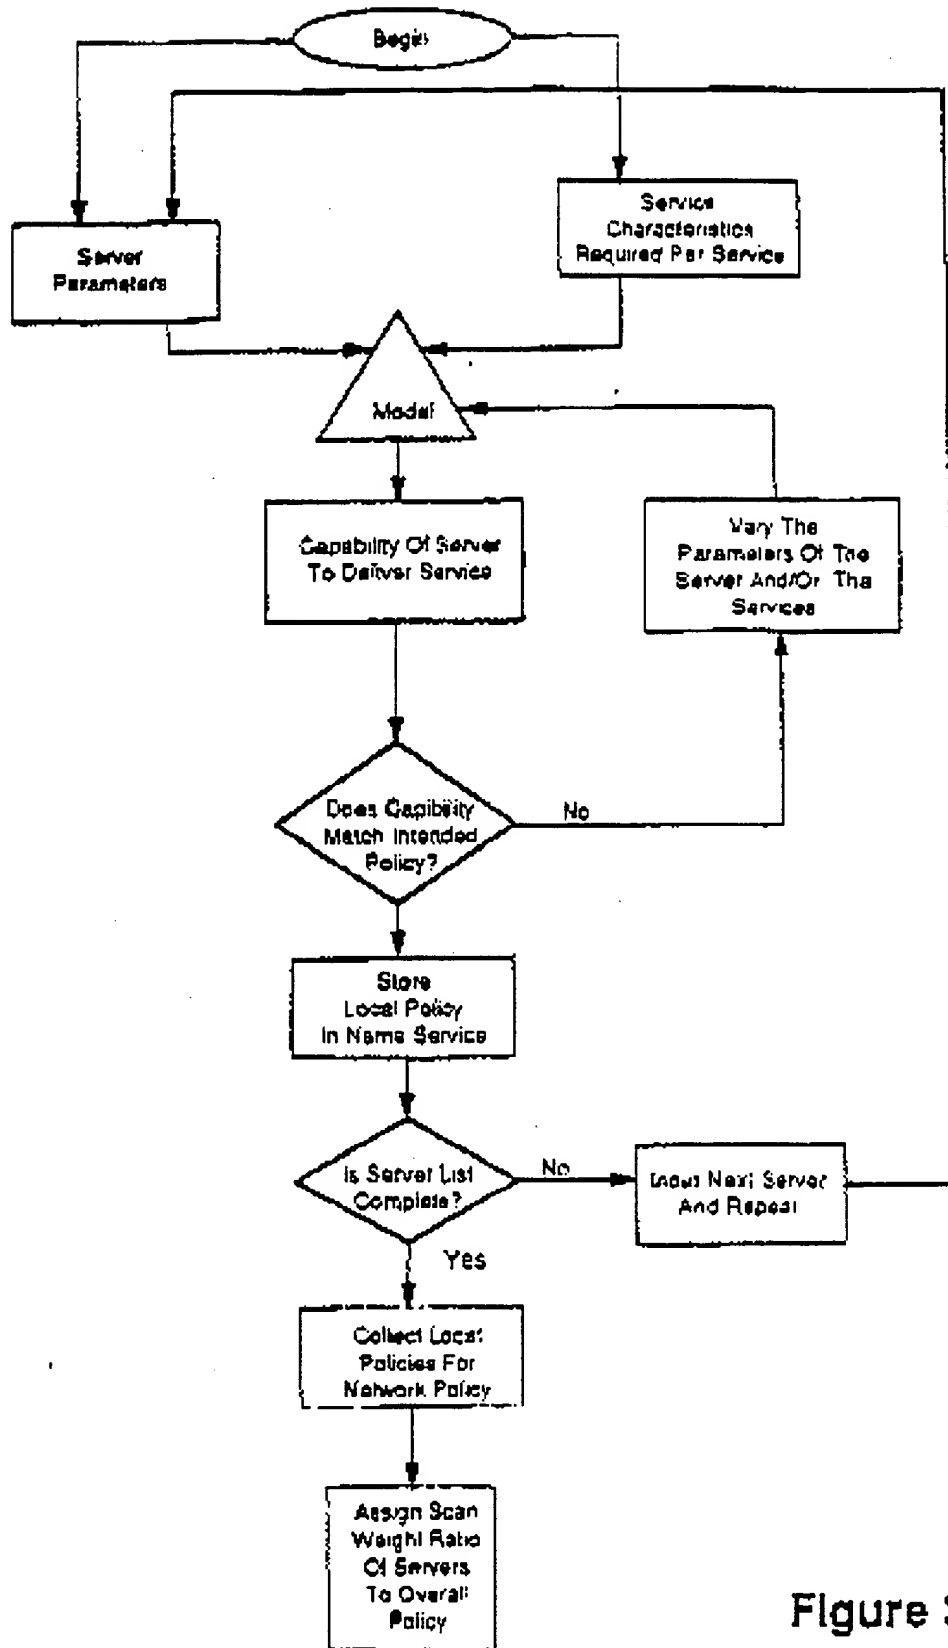 Begin
Server
Parameters
Service
Characteristics
Required Per Service
Model
Capability Of Server
To Deliver Service
Vary The
Parameters Of The
Server And/Or The
Services
Does Capibility
Match Intended
Policy?
No
Store
Local Policy
In Name Service
Is Server List
Complete?
No
Input Next Server
And Repeat
Yes
Collect Local
Policies For
Network Policy
Assign Scan
Weight Ratio
Of Servers
To Overall
Policy
Figure